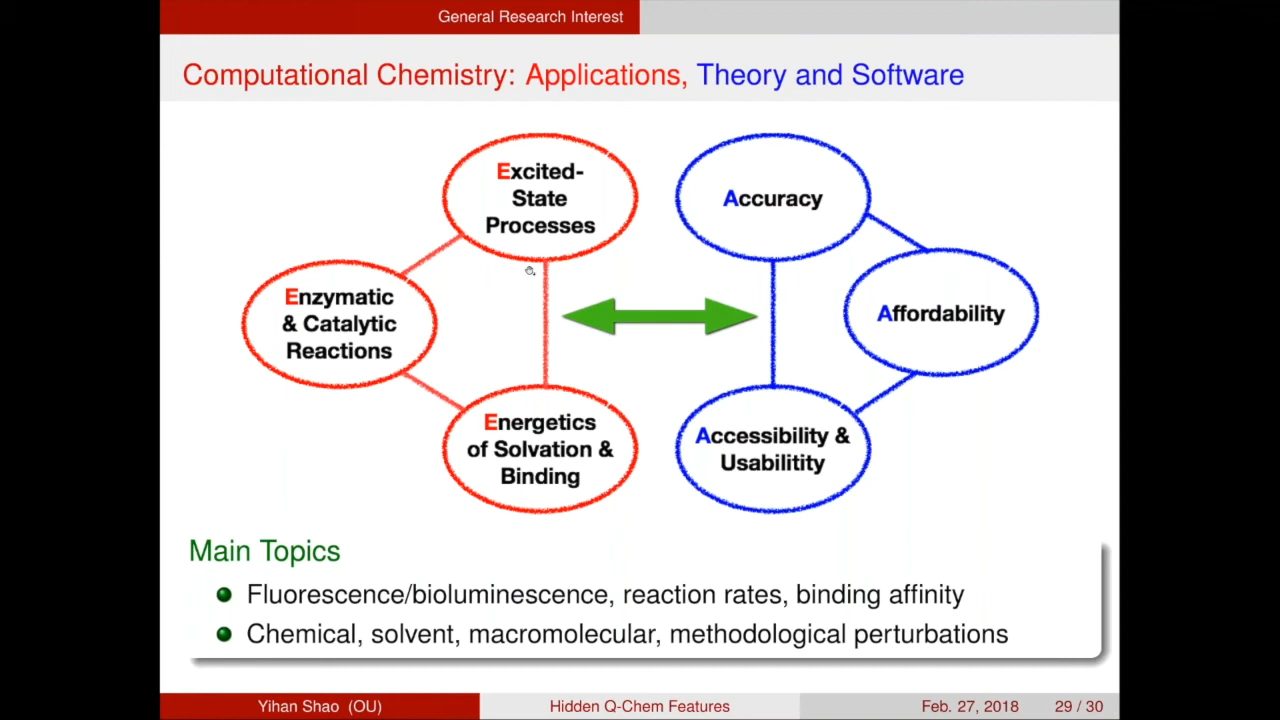 General Research Interest
Computational Chemistry: Applications, Theory and Software
Excited-
State
Processes
Accuracy
Enzymatic
& Catalytic
Reactions
Affordability
Energetics
of Solvation &
Binding
Accessibility &
Usabilitity
Main Topics
Fluorescence/bioluminescence, reaction rates, binding affinity
Chemical, solvent, macromolecular, methodological perturbations
Yihan Shao (OU) Hidden Q-Chem Features Feb. 27, 2018 29 / 30